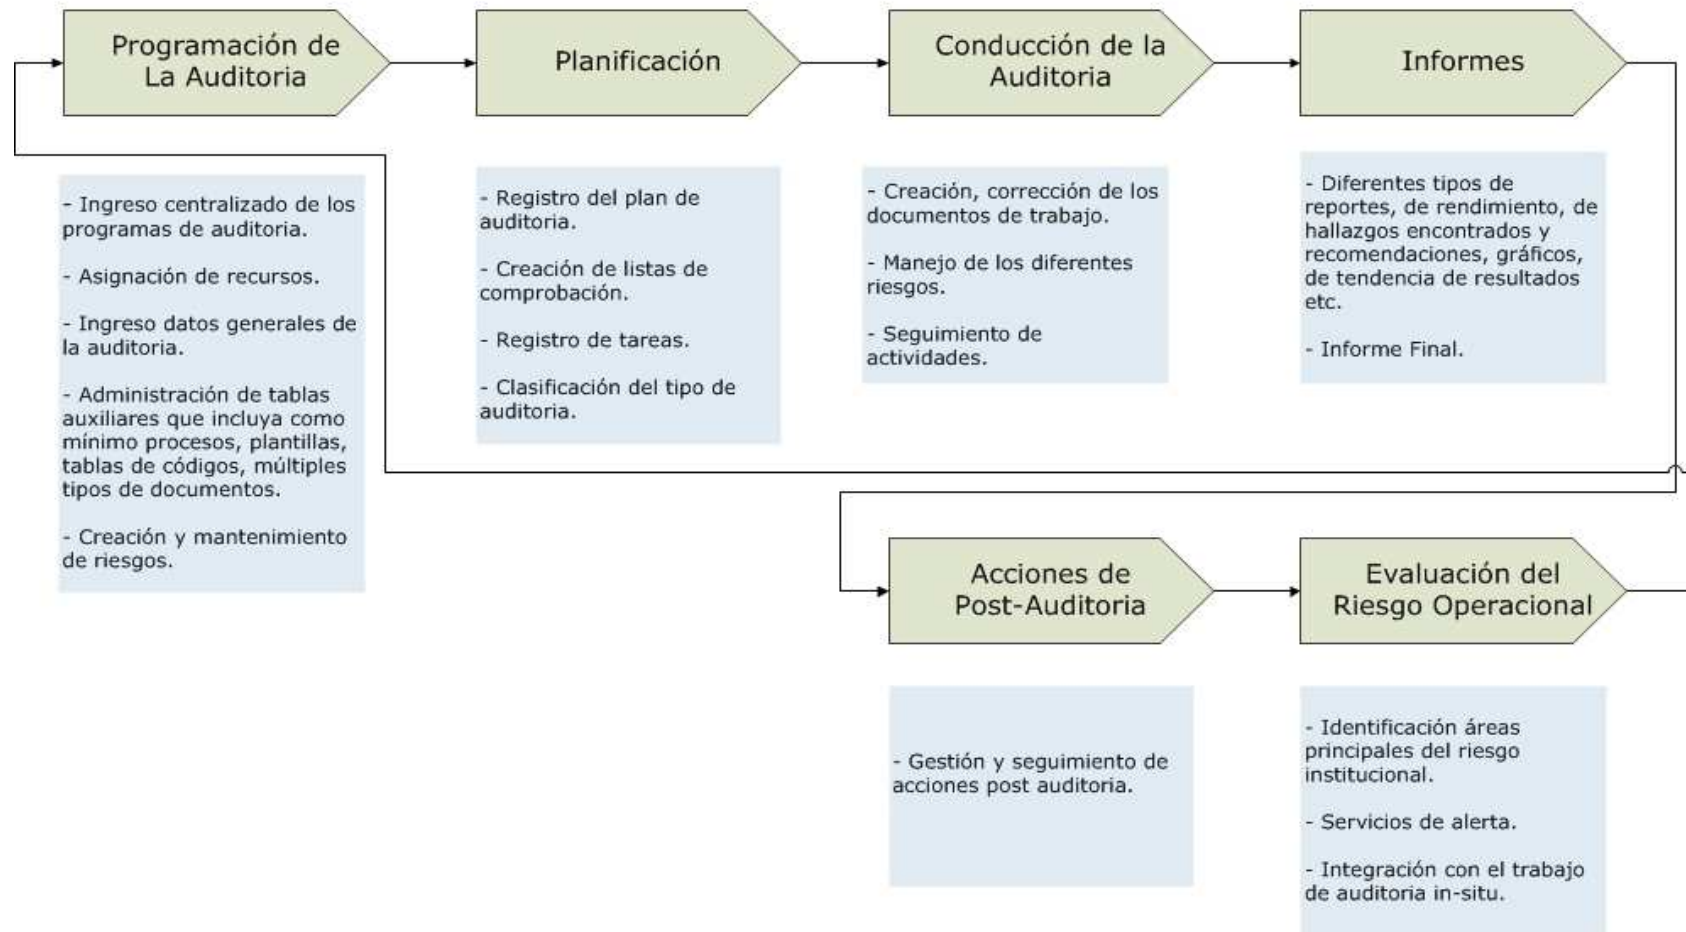 Programación de
La Auditoria
- Ingreso centralizado de los
programas de auditoria.
- Asignación de recursos.
- Ingreso datos generales de
la auditoria.
- Administración de tablas
auxiliares que incluya como
mínimo procesos, plantillas,
tablas de códigos, múltiples
tipos de documentos.
- Creación y mantenimiento
de riesgos.
Planificación
- Registro del plan de
auditoria.
- Creación de listas de
comprobación.
- Registro de tareas.
- Clasificación del tipo de
auditoria.
Conducción de la
Auditoria
- Creación, corrección de los
documentos de trabajo.
- Manejo de los diferentes
riesgos.
- Seguimiento de
actividades.
Informes
- Diferentes tipos de
reportes, de rendimiento, de
hallazgos encontrados y
recomendaciones, gráficos,
de tendencia de resultados
etc.
- Informe Final.
Acciones de
Post-Auditoria
- Gestión y seguimiento de
acciones post auditoria.
Evaluación del
Riesgo Operacional
- Identificación áreas
principales del riesgo
institucional.
- Servicios de alerta.
- Integración con el trabajo
de auditoria in-situ.